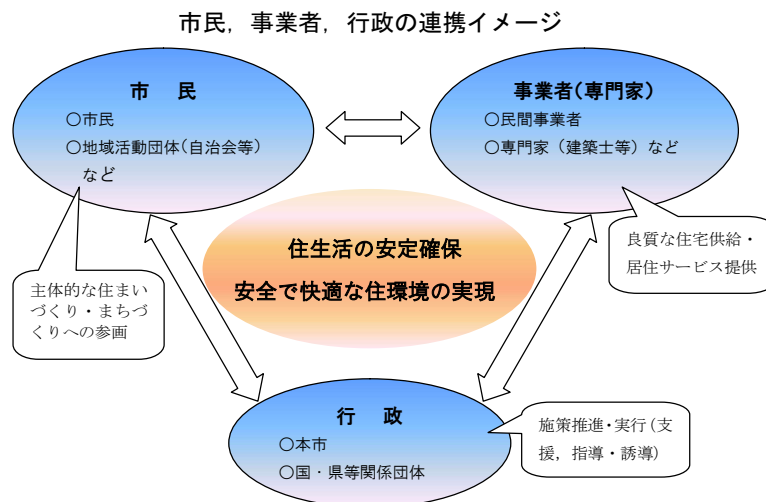 市民，事業者，行政の連携イメージ
市　民
○市民
○地域活動団体（自治会等）
など
事業者（専門家）
○民間事業者
○専門家（建築士等）など
住生活の安定確保
安全で快適な住環境の実現
良質な住宅供給・
居住サービス提供
主体的な住まい
づくり・まちづ
くりへの参画
行　政
○本市
○国・県等関係団体
施策推進・実行（支
援，指導・誘導）